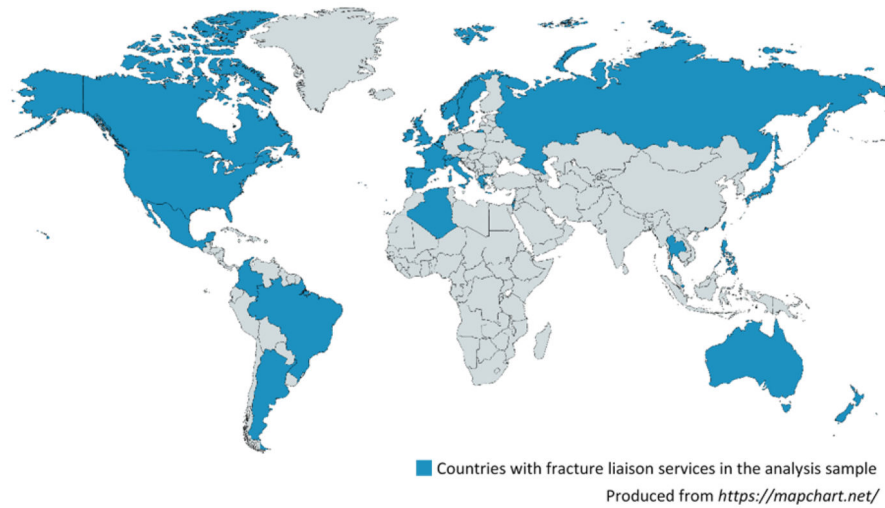 Countries with fracture liaison services in the analysis sample
Produced from https://mapchart.net/